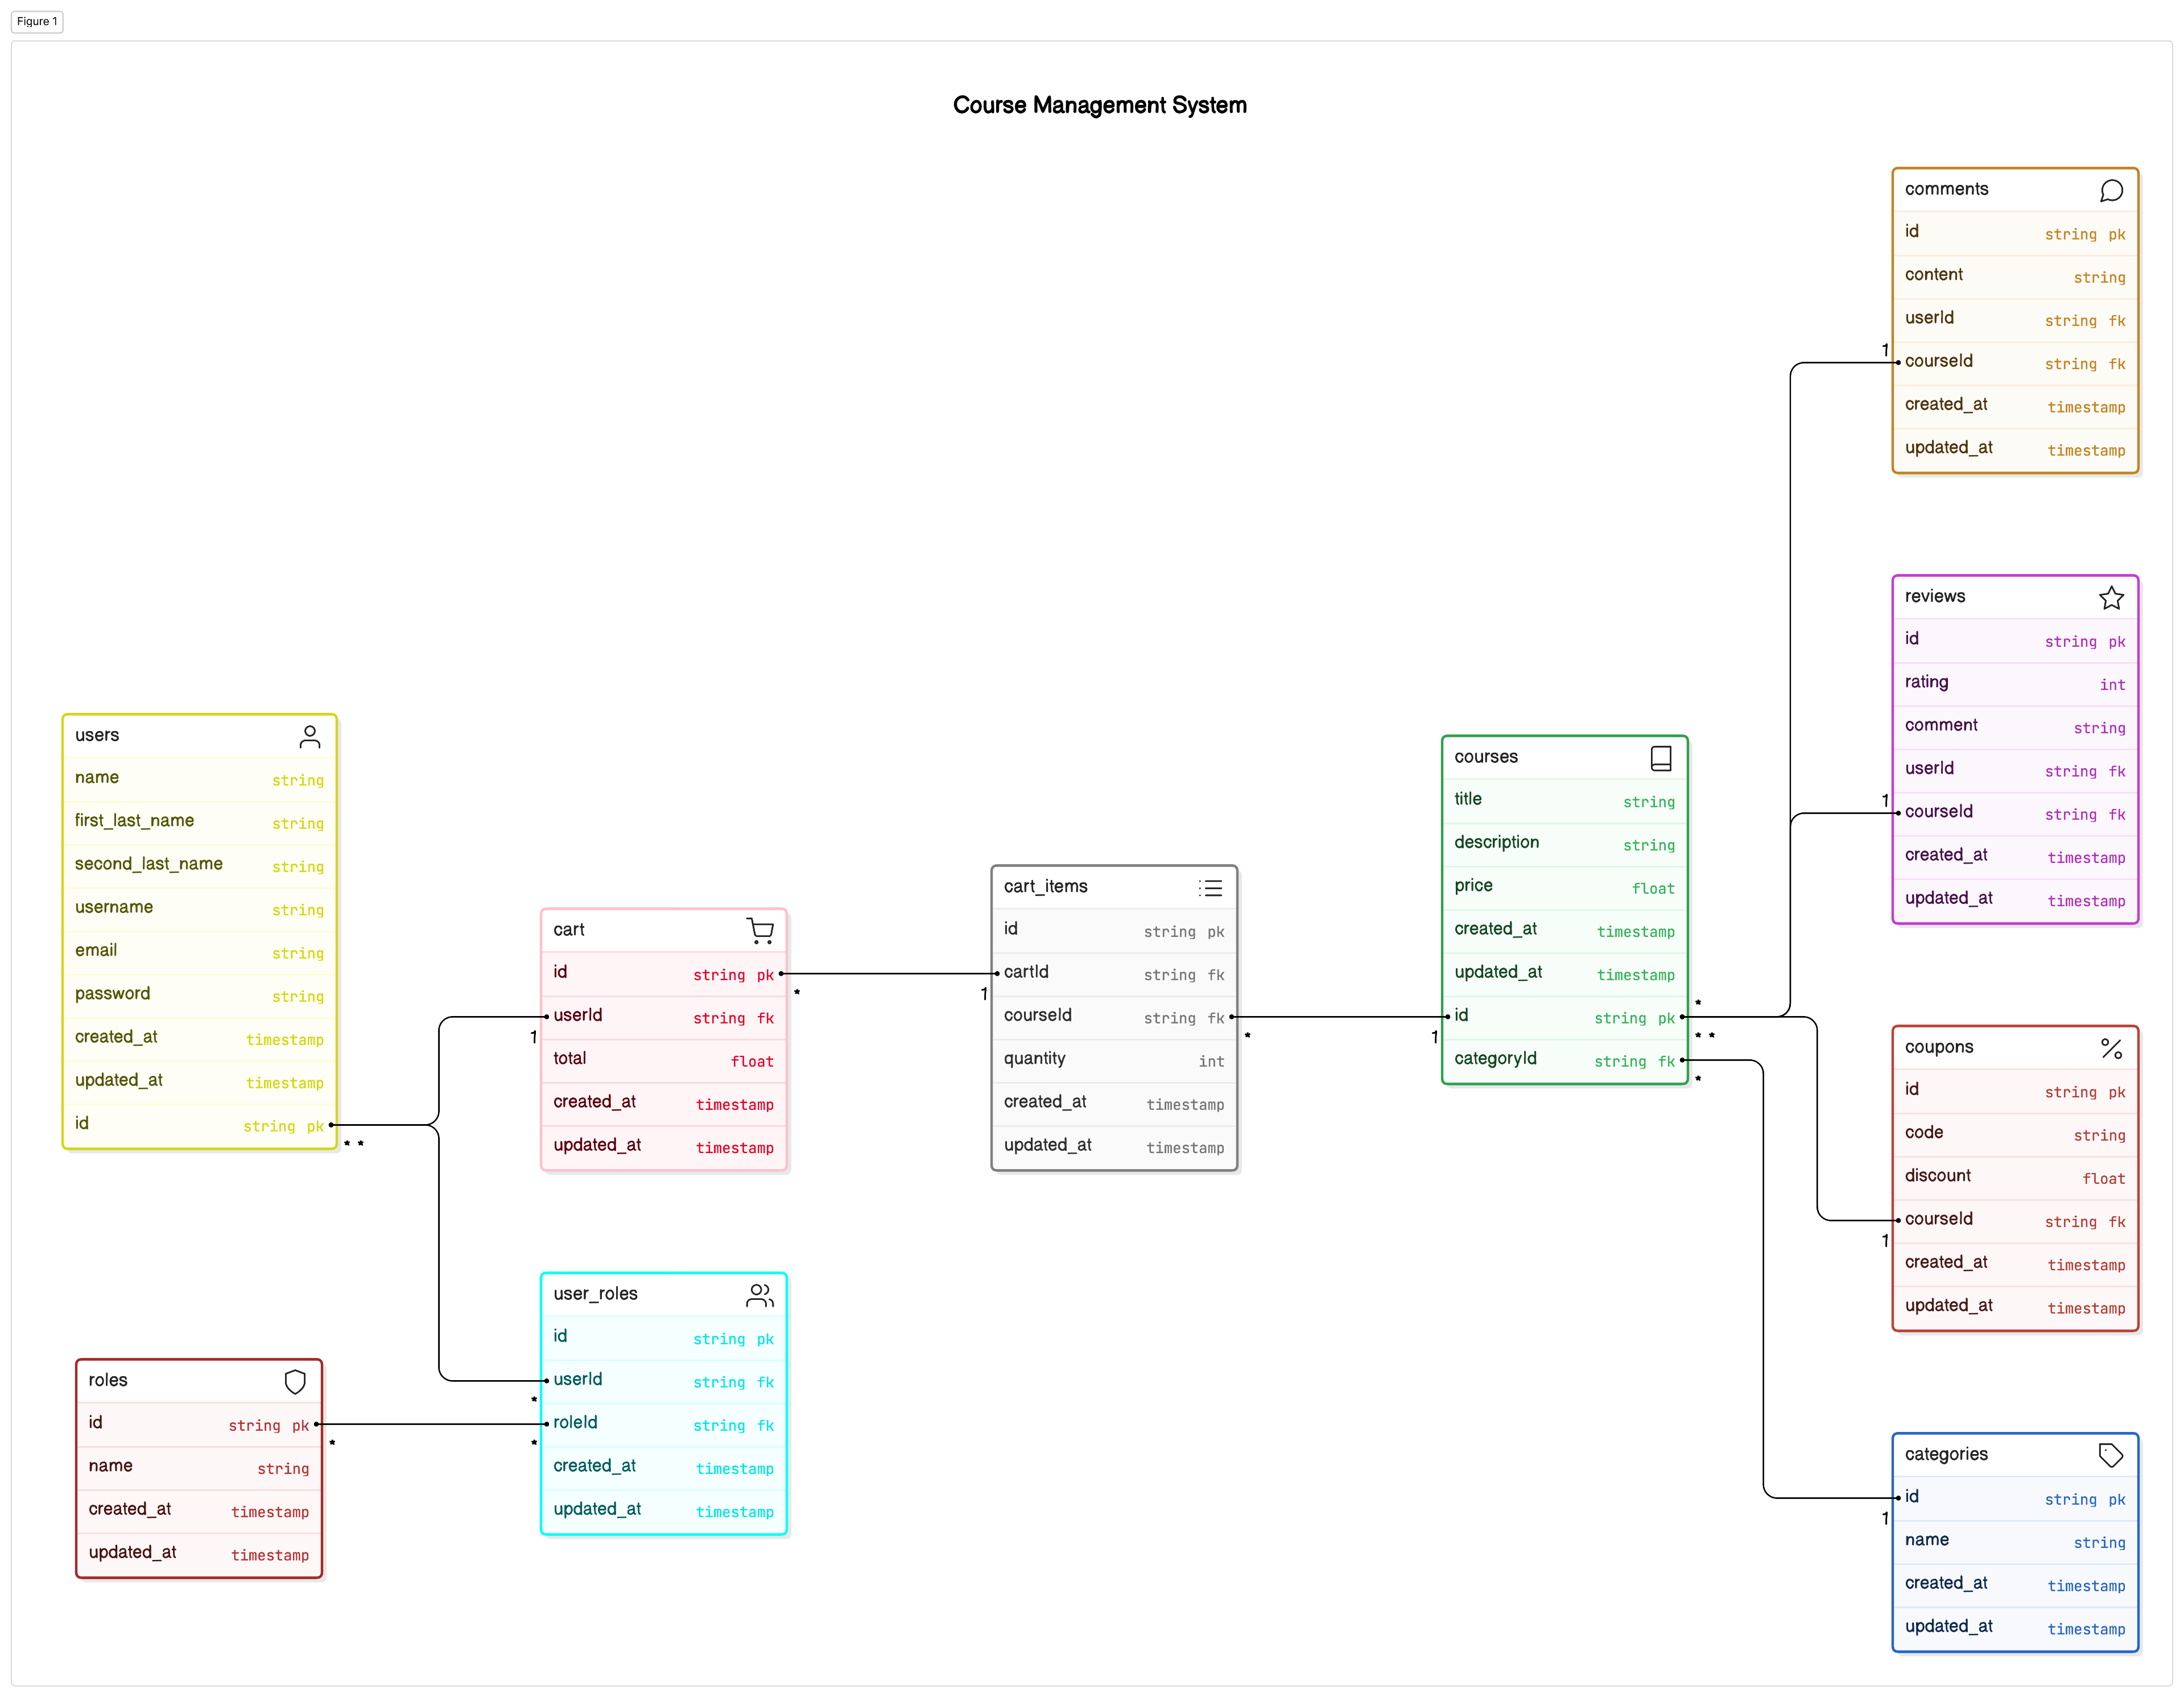 Figure 1
Course Management System
comments
id string pk
content string
userId string fk
1
courseId string fk
created_at timestamp
updated_at timestamp
reviews
id string pk
rating int
comment string
userId string fk
1
courseId string fk
created_at timestamp
updated_at timestamp
users
name string
first_last_name string
second_last_name string
username string
email string
password string
created_at timestamp
updated_at timestamp
id string pk
* *
cart
id string pk
*
userId string fk
1
total float
created_at timestamp
updated_at timestamp
cart_items
id string pk
cartId string fk
1
courseId string fk
*
quantity int
created_at timestamp
updated_at timestamp
courses
title string
description string
price float
created_at timestamp
updated_at timestamp
*
id string pk
1
* *
categoryId string fk
*
coupons
id string pk
code string
discount float
courseId string fk
1
created_at timestamp
updated_at timestamp
user_roles
id string pk
userId string fk
*
roleId string fk
*
created_at timestamp
updated_at timestamp
roles
id string pk
*
name string
created_at timestamp
updated_at timestamp
categories
id string pk
1
name string
created_at timestamp
updated_at timestamp